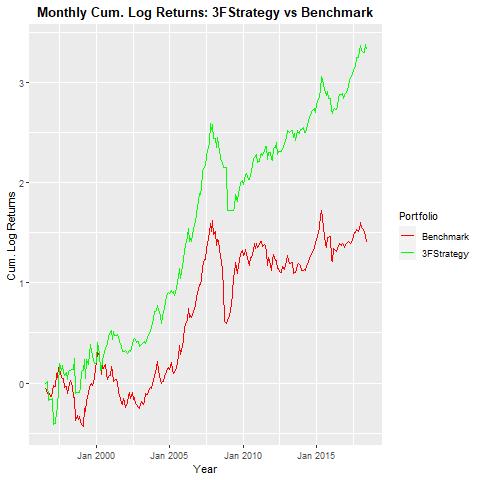 Monthly Cum. Log Returns: 3FStrategy vs Benchmark
Cum. Log Returns
3
2
1
0
Jan 2000 Jan 2005 Jan 2010 Jan 2015
Year
Portfolio
Benchmark
3FStrategy